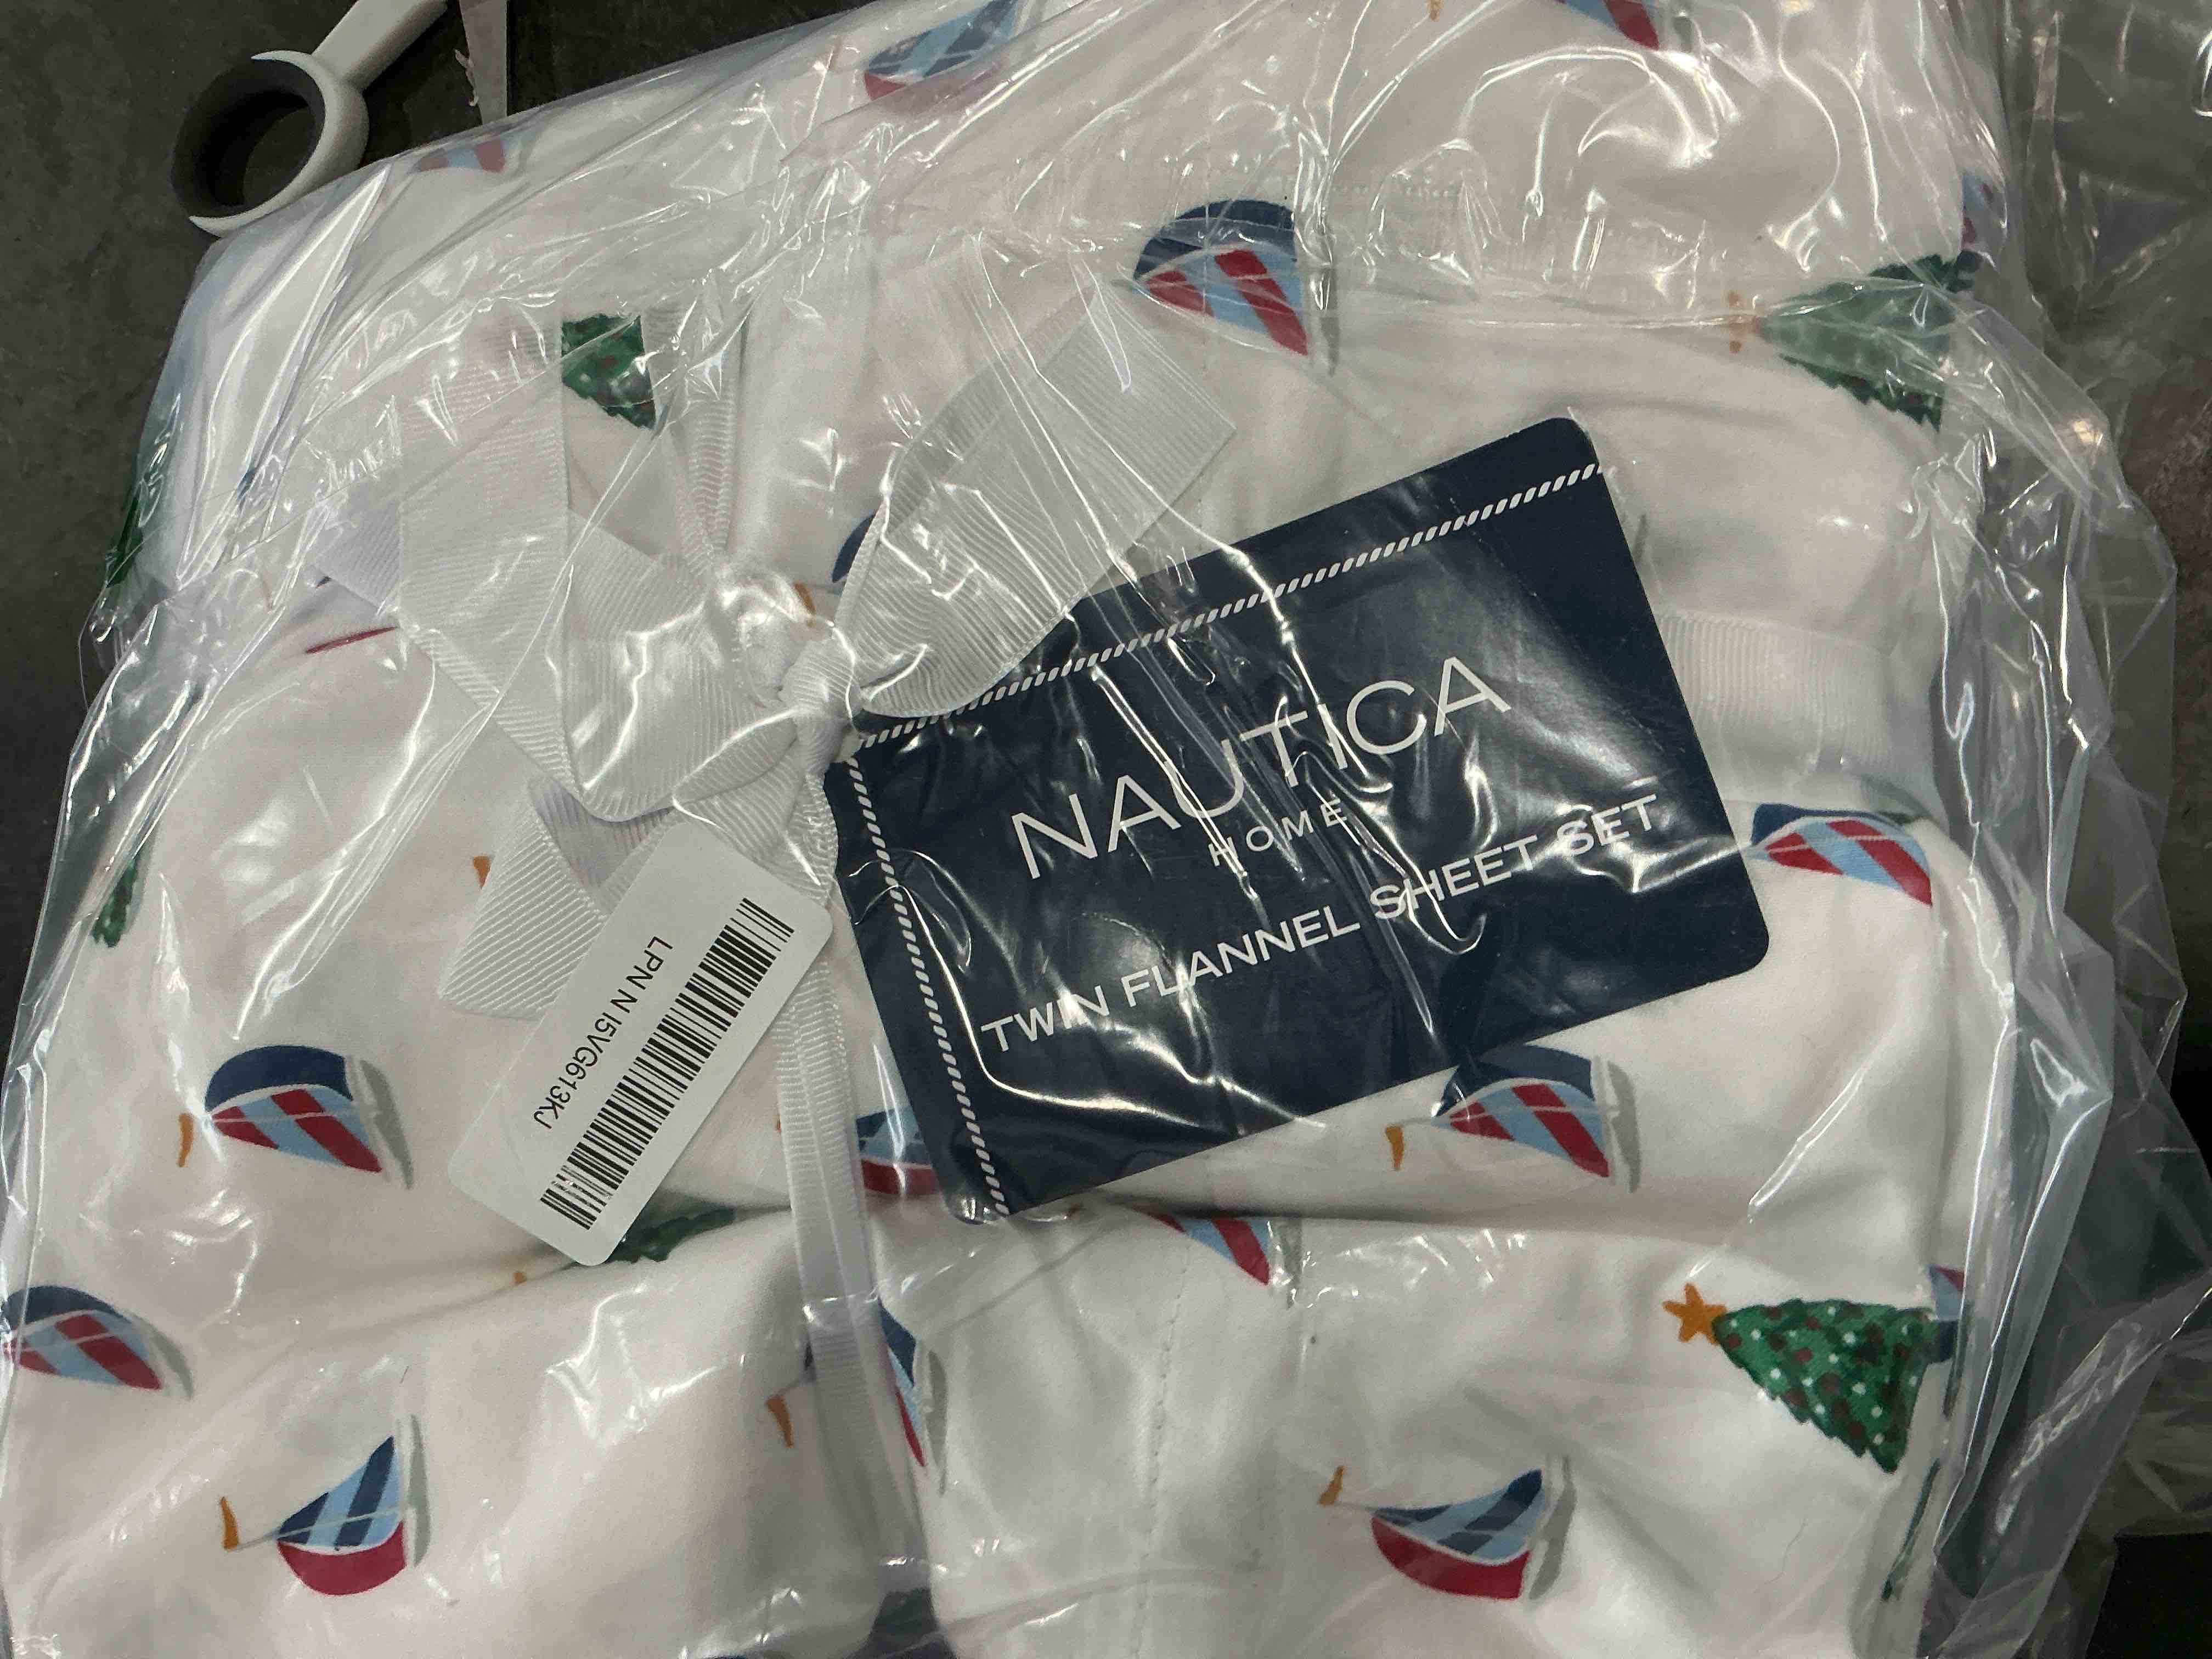 NAUTICA
HOME
TWIN FLANNEL SHEET SET
LPN N I5VG613KJ